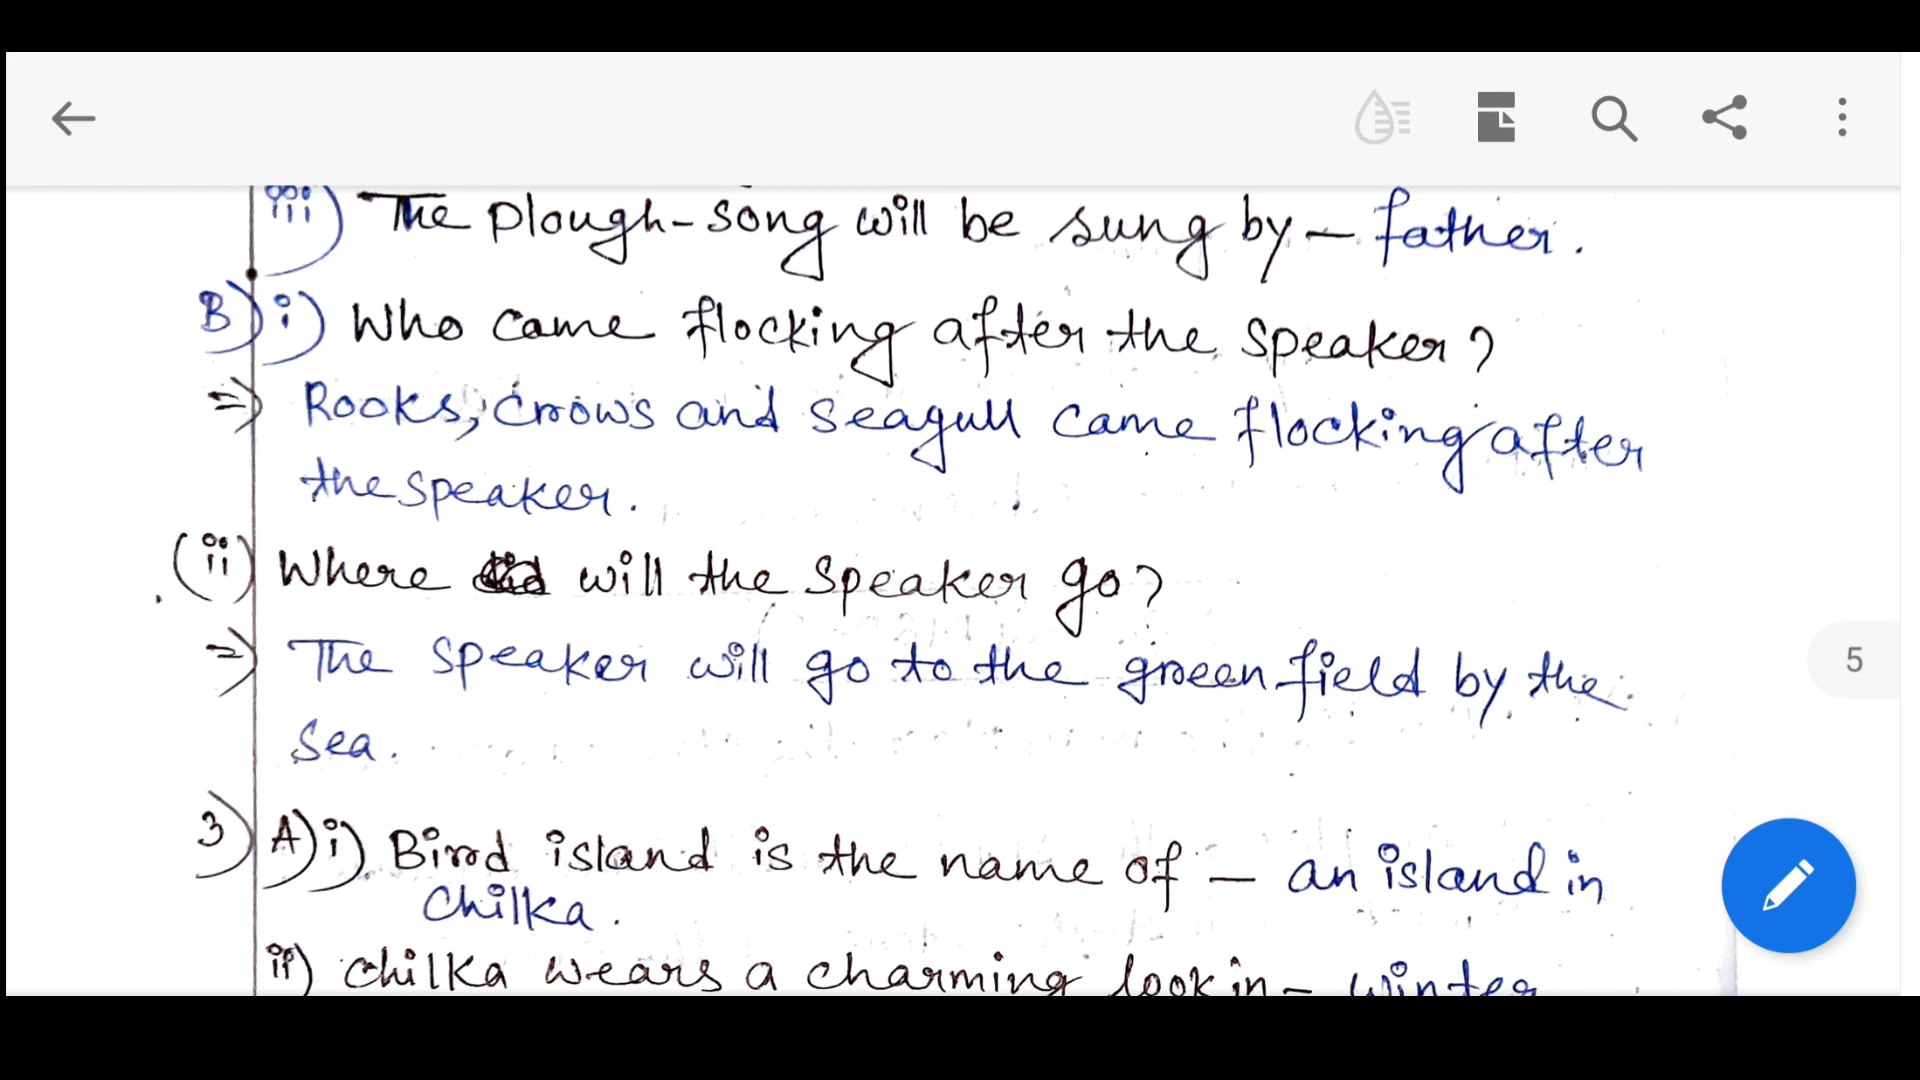 iii) The Plough-song will be sung by - father.
B) i) Who came flocking after the speaker?
=> Rooks, Crows and seagull came flocking after
the speaker.
(ii) Where did will the speaker go?
=> The speaker will go to the green field by the
sea.
5
3) A) i) Bird island is the name of - an island in
Chilka.
ii) Chilka wears a charming look in - winter